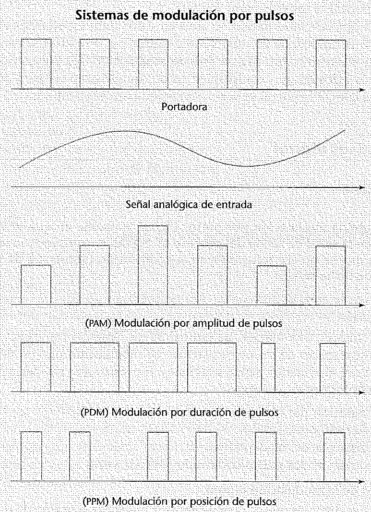 Sistemas de modulación por pulsos
Portadora
Señal analógica de entrada
(PAM) Modulación por amplitud de pulsos
(PDM) Modulación por duración de pulsos
(PPM) Modulación por posición de pulsos